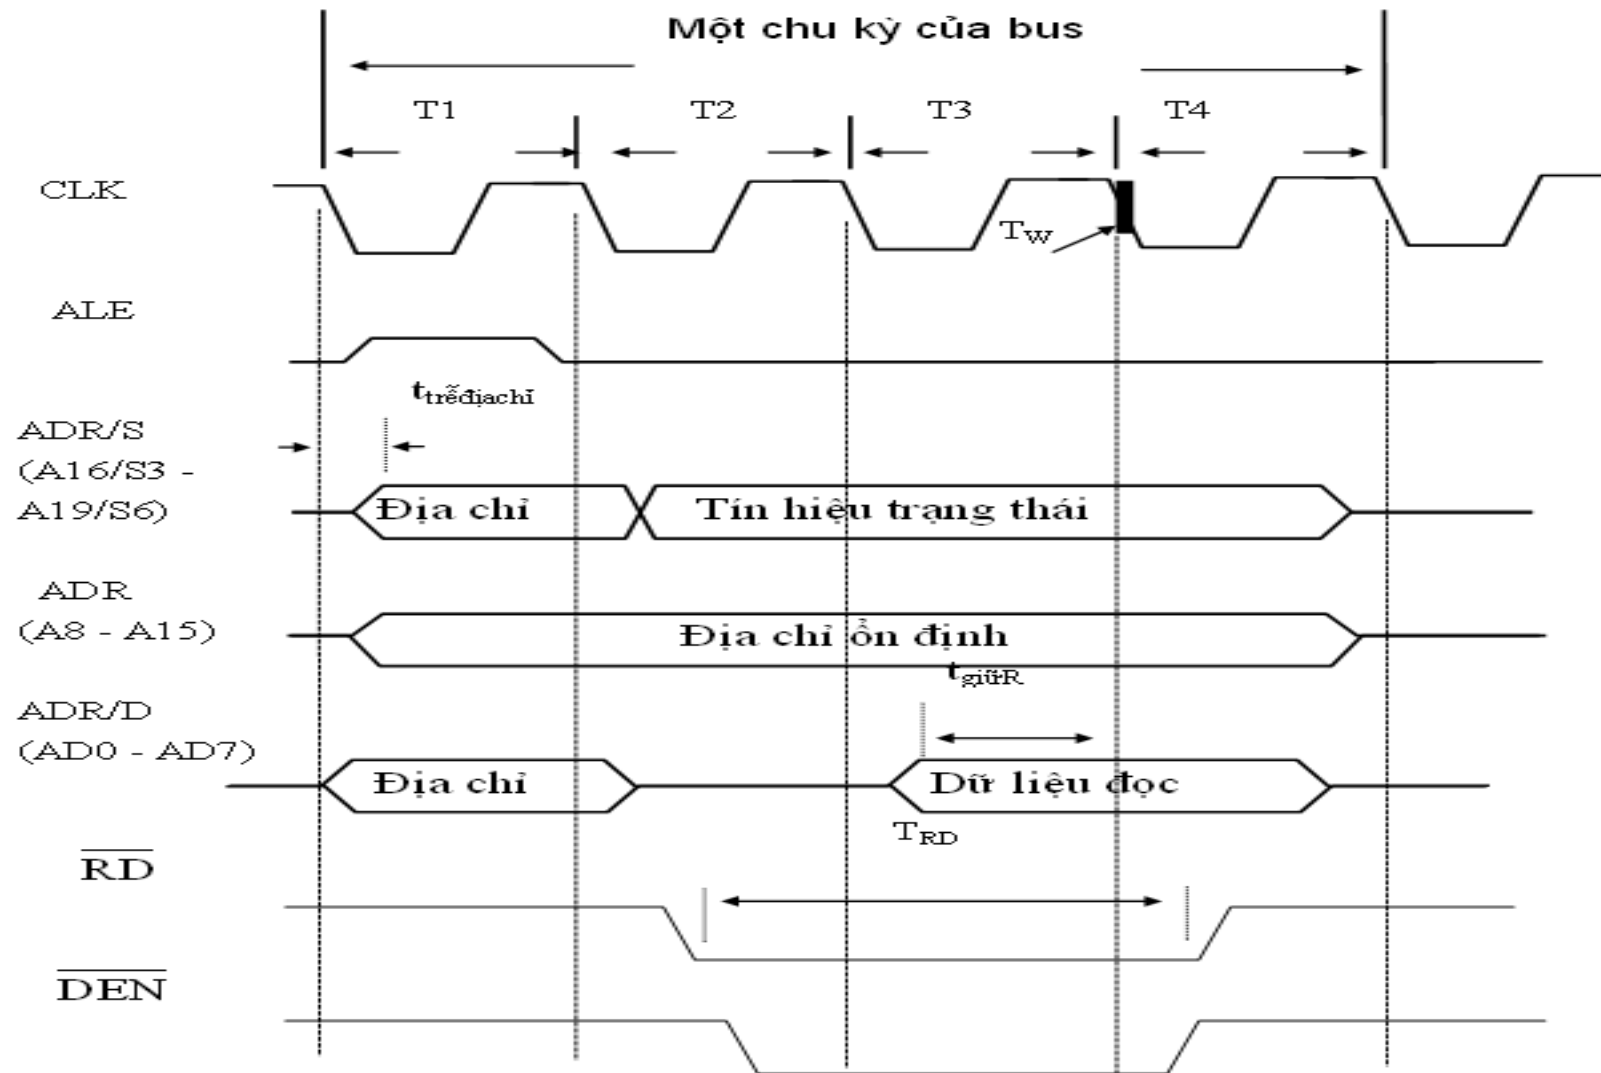 Một chu kỳ của bus
T1 T2 T3 T4
CLK
TW
ALE
ttrễđịachỉ
ADR/S
(A16/S3 -
A19/S6)
Địa chỉ Tín hiệu trạng thái
ADR
(A8 - A15)
Địa chỉ ổn định
tgiữR
ADR/D
(AD0 - AD7)
Địa chỉ Dữ liệu đọc
TRD
RD
DEN